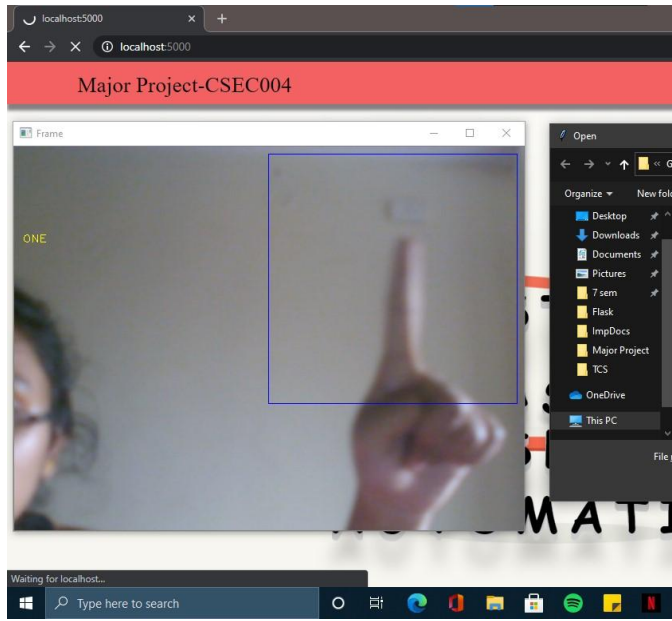 localhost:5000
localhost:5000
Major Project-CSEC004
Frame
ONE
Open
« G
Organize
New fold
Desktop
Downloads
Documents
Pictures
7 sem
Flask
ImpDocs
Major Project
TCS
OneDrive
This PC
File
MATI
Waiting for localhost...
Type here to search
N